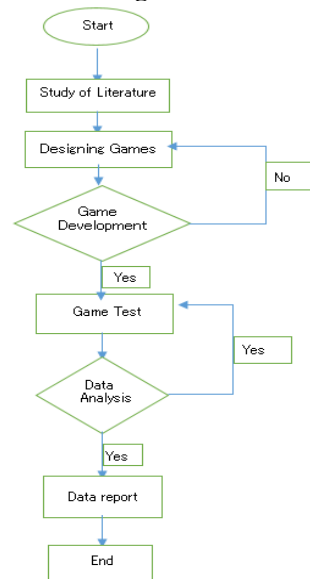 Start
Study of Literature
Designing Games
No
Game
Development
Yes
Game Test
Yes
Data
Analysis
Yes
Data report
End